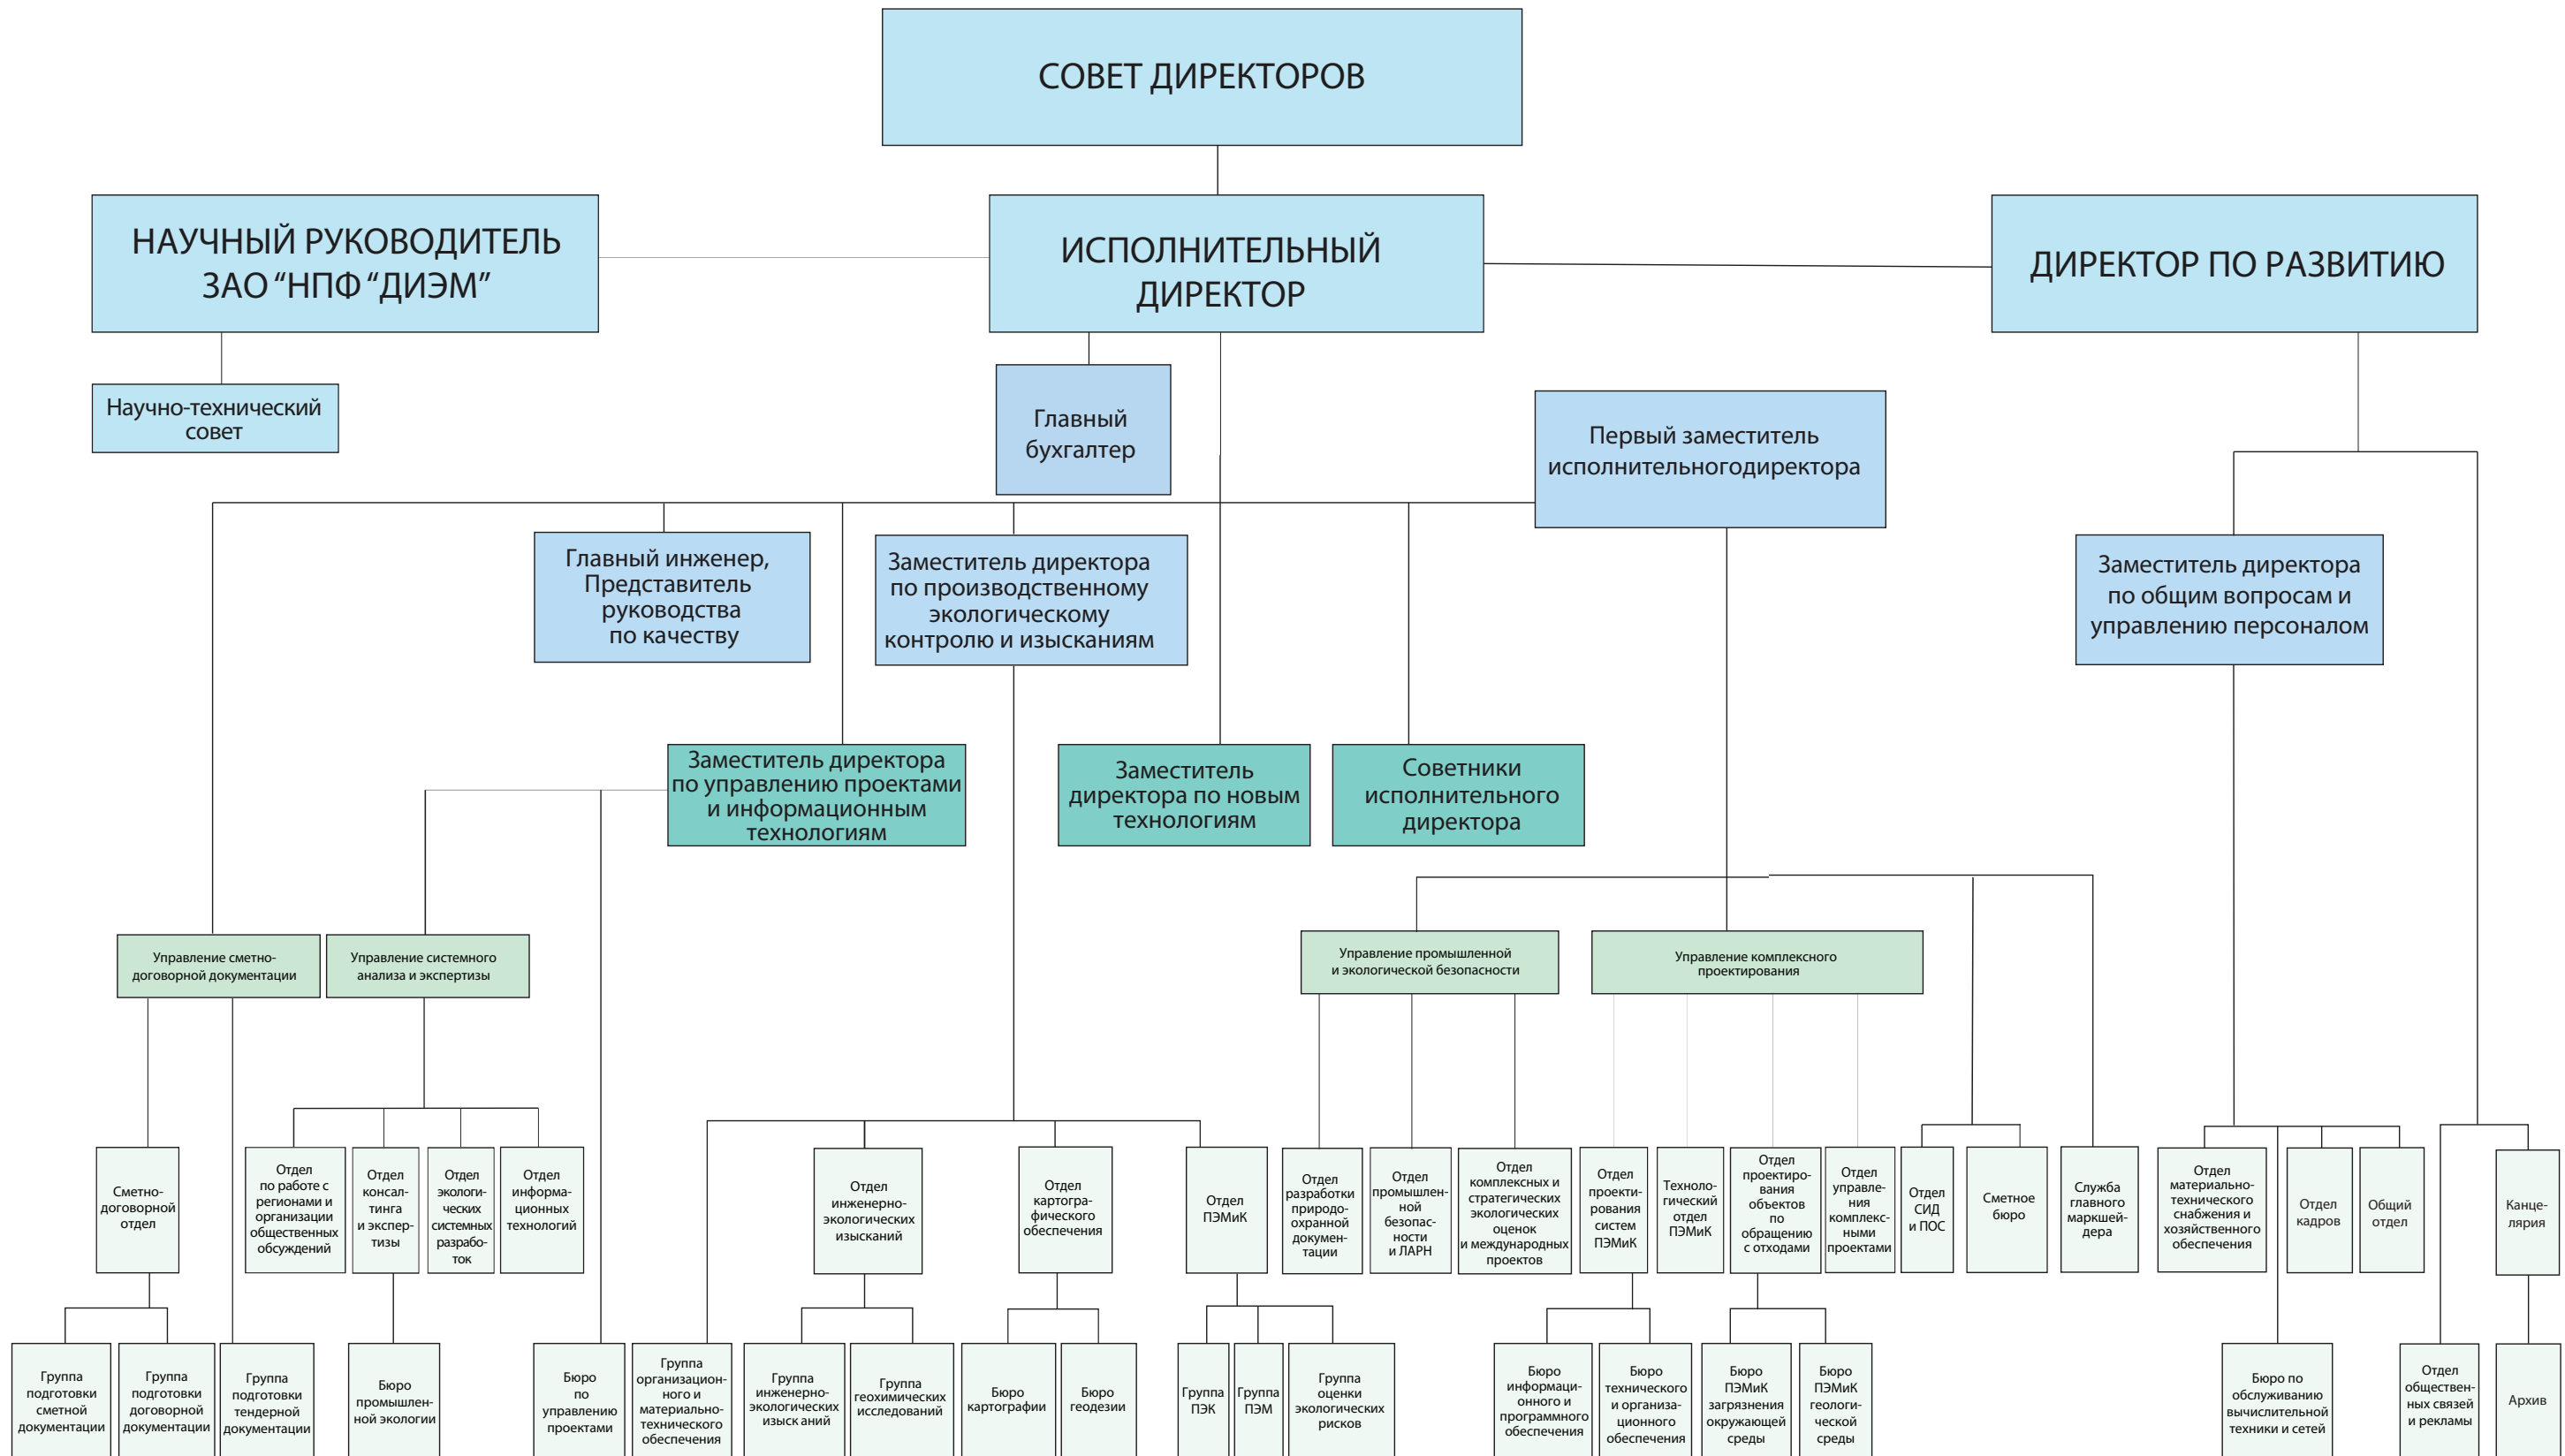 СОВЕТ ДИРЕКТОРОВ
НАУЧНЫЙ РУКОВОДИТЕЛЬ
ЗАО “НПФ “ДИЭМ”
ИСПОЛНИТЕЛЬНЫЙ
ДИРЕКТОР
ДИРЕКТОР ПО РАЗВИТИЮ
Научно-технический
совет
Главный
бухгалтер
Первый заместитель
исполнительногодиректора
Главный инженер,
Представитель
руководства
по качеству
Заместитель директора
по производственному
экологическому
контролю и изысканиям
Заместитель директора
по общим вопросам и
управлению персоналом
Заместитель директора
по управлению проектами
и информационным
технологиям
Заместитель
директора по новым
технологиям
Советники
исполнительного
директора
Управление сметно-
договорной документации
Управление системного
анализа и экспертизы
Управление промышленной
и экологической безопасности
Управление комплексного
проектирования
Сметно-
договорной
отдел
Отдел
по работе с
регионами и
организации
общественных
обсуждений
Отдел
консал-
тинга
и экспер-
тизы
Отдел
экологи-
ческих
системных
разрабо-
ток
Отдел
информа-
ционных
технологий
Отдел
инженерно-
экологических
изысканий
Отдел
картогра-
фического
обеспечения
Отдел
ПЭМиК
Отдел
разработки
природо-
охранной
докумен-
тации
Отдел
промышлен-
ной
безопас-
ности
и ЛАРН
Отдел
комплексных и
стратегических
экологических
оценок
и международных
проектов
Отдел
проекти-
рования
систем
ПЭМиК
Техноло-
гический
отдел
ПЭМиК
Отдел
проектиро-
вания
объектов
по
обращению
с отходами
Отдел
управле-
ния
комплекс-
ными
проектами
Отдел
СИД
и ПОС
Сметное
бюро
Служба
главного
маркшей-
дера
Отдел
материально-
технического
снабжения и
хозяйственного
обеспечения
Отдел
кадров
Общий
отдел
Канце-
лярия
Группа
подготовки
сметной
документации
Группа
подготовки
договорной
документации
Группа
подготовки
тендерной
документации
Бюро
промышлен-
ной экологии
Бюро
по
управлению
проектами
Группа
организацион-
ного и
материально-
технического
обеспечения
Группа
инженерно-
экологических
изыск аний
Группа
геохимических
исследований
Бюро
картографии
Бюро
геодезии
Группа
ПЭК
Группа
ПЭМ
Группа
оценки
экологических
рисков
Бюро
информаци-
онного и
программного
обеспечения
Бюро
технического
и организа-
ционного
обеспечения
Бюро
ПЭМиК
загрязнения
окружающей
среды
Бюро
ПЭМиК
геологи-
ческой
среды
Бюро по
обслуживанию
вычислительной
техники и сетей
Отдел
обществен-
ных связей
и рекламы
Архив